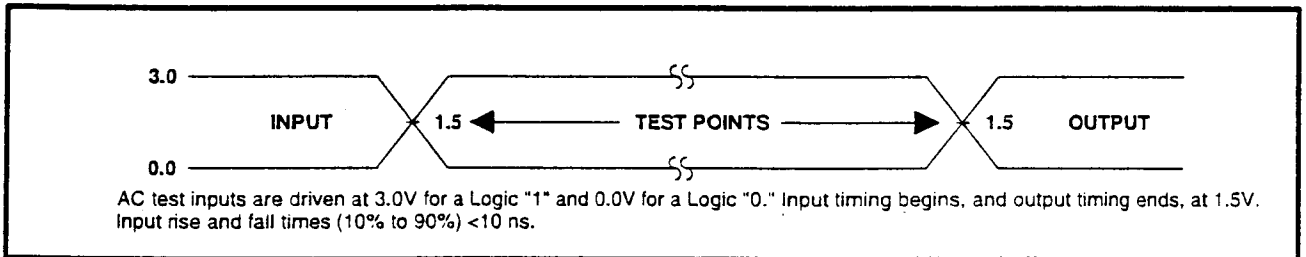 3.0
INPUT 1.5 TEST POINTS 1.5 OUTPUT
0.0
AC test inputs are driven at 3.0V for a Logic "1" and 0.0V for a Logic "0." Input timing begins, and output timing ends, at 1.5V.
Input rise and fall times (10% to 90%) <10 ns.